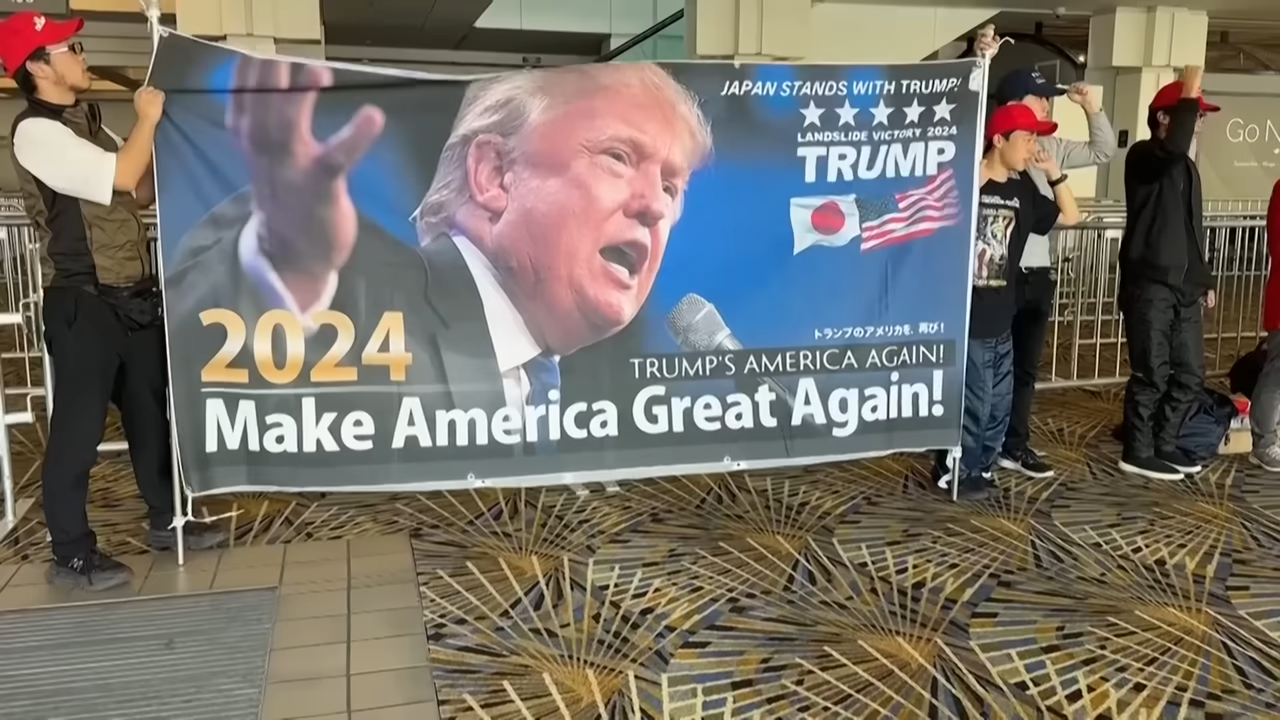 JAPAN STANDS WITH TRUMP!
LANDSLIDE VICTORY 2024
TRUMP
2024
トランプのアメリカを、再び!
TRUMP'S AMERICA AGAIN!
Make America Great Again!
Go